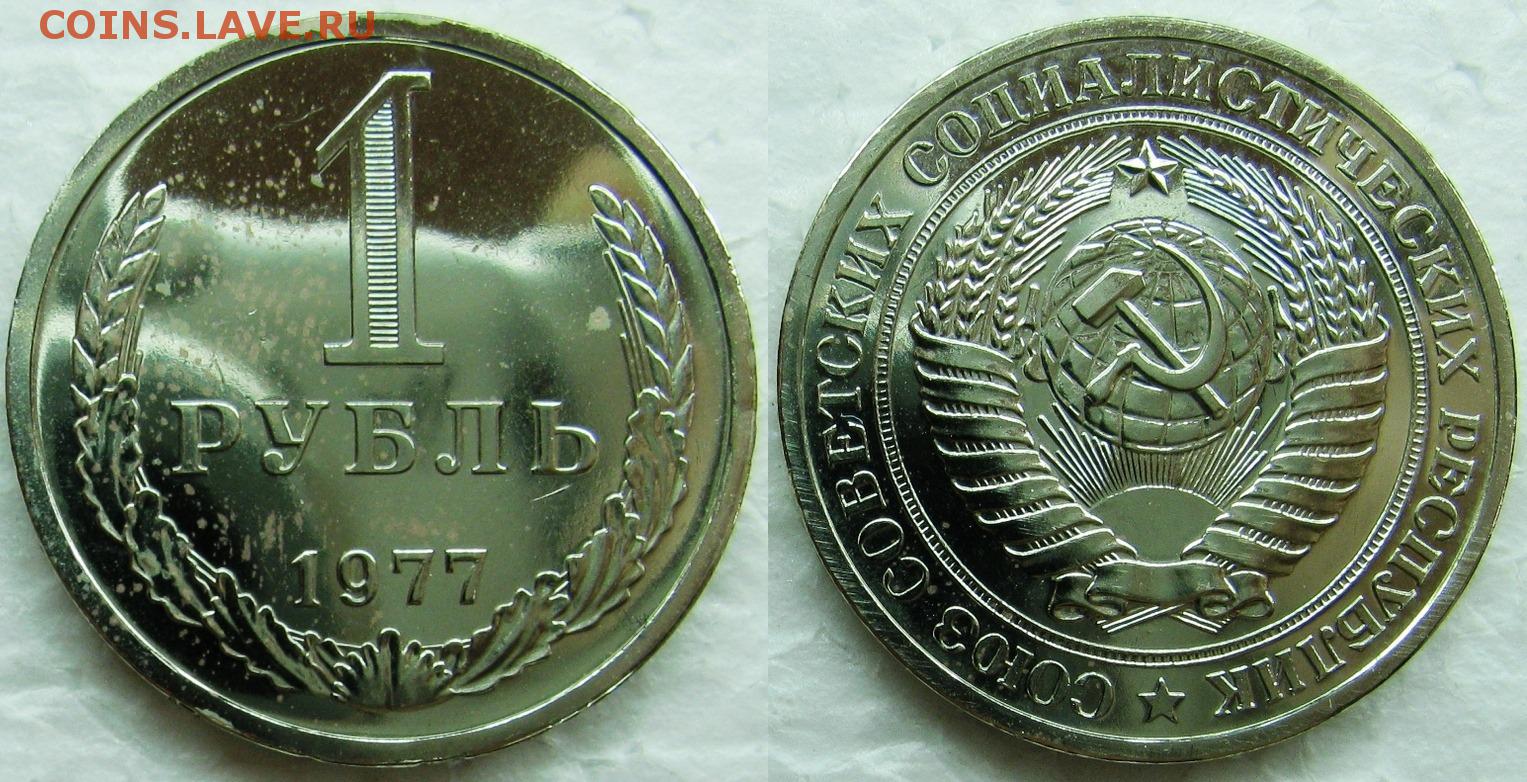 COINS.LAVE.RU
1
РУБЛЬ
1977
СОЮЗ СОВЕТСКИХ СОЦИАЛИСТИЧЕСКИХ РЕСПУБЛИК